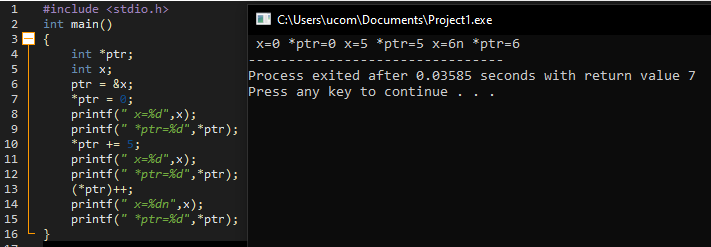 1 #include <stdio.h>
2 int main()
3 {
4 int *ptr;
5 int x;
6 ptr = &x;
7 *ptr = 0;
8 printf(" x=%d",x);
9 printf(" *ptr=%d",*ptr);
10 *ptr += 5;
11 printf(" x=%d",x);
12 printf(" *ptr=%d",*ptr);
13 (*ptr)++;
14 printf(" x=%dn",x);
15 printf(" *ptr=%d",*ptr);
16 }
C:\Users\ucom\Documents\Project1.exe
x=0 *ptr=0 x=5 *ptr=5 x=6n *ptr=6
--------------------------------
Process exited after 0.03585 seconds with return value 7
Press any key to continue . . .